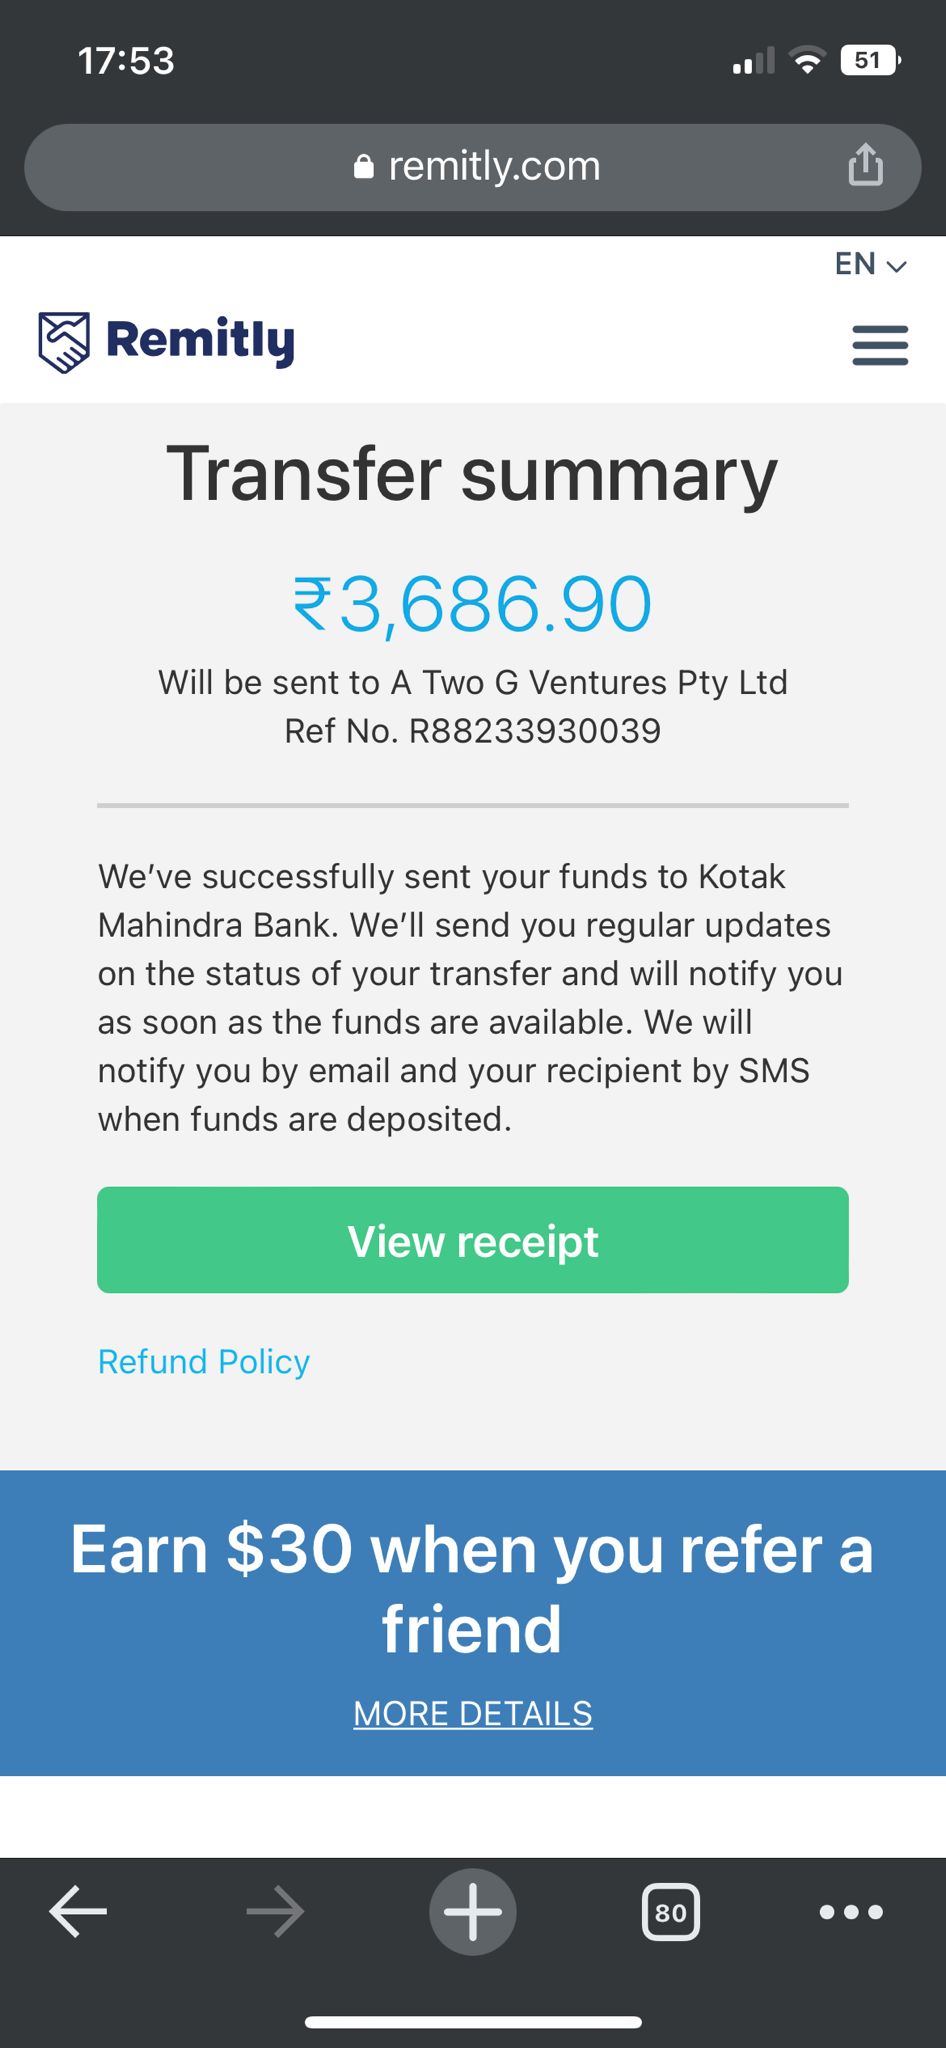 17:53
51
remitly.com
EN
Remitly
Transfer summary
₹3,686.90
Will be sent to A Two G Ventures Pty Ltd
Ref No. R88233930039
We’ve successfully sent your funds to Kotak
Mahindra Bank. We’ll send you regular updates
on the status of your transfer and will notify you
as soon as the funds are available. We will
notify you by email and your recipient by SMS
when funds are deposited.
View receipt
Refund Policy
Earn $30 when you refer a
friend
MORE DETAILS
80